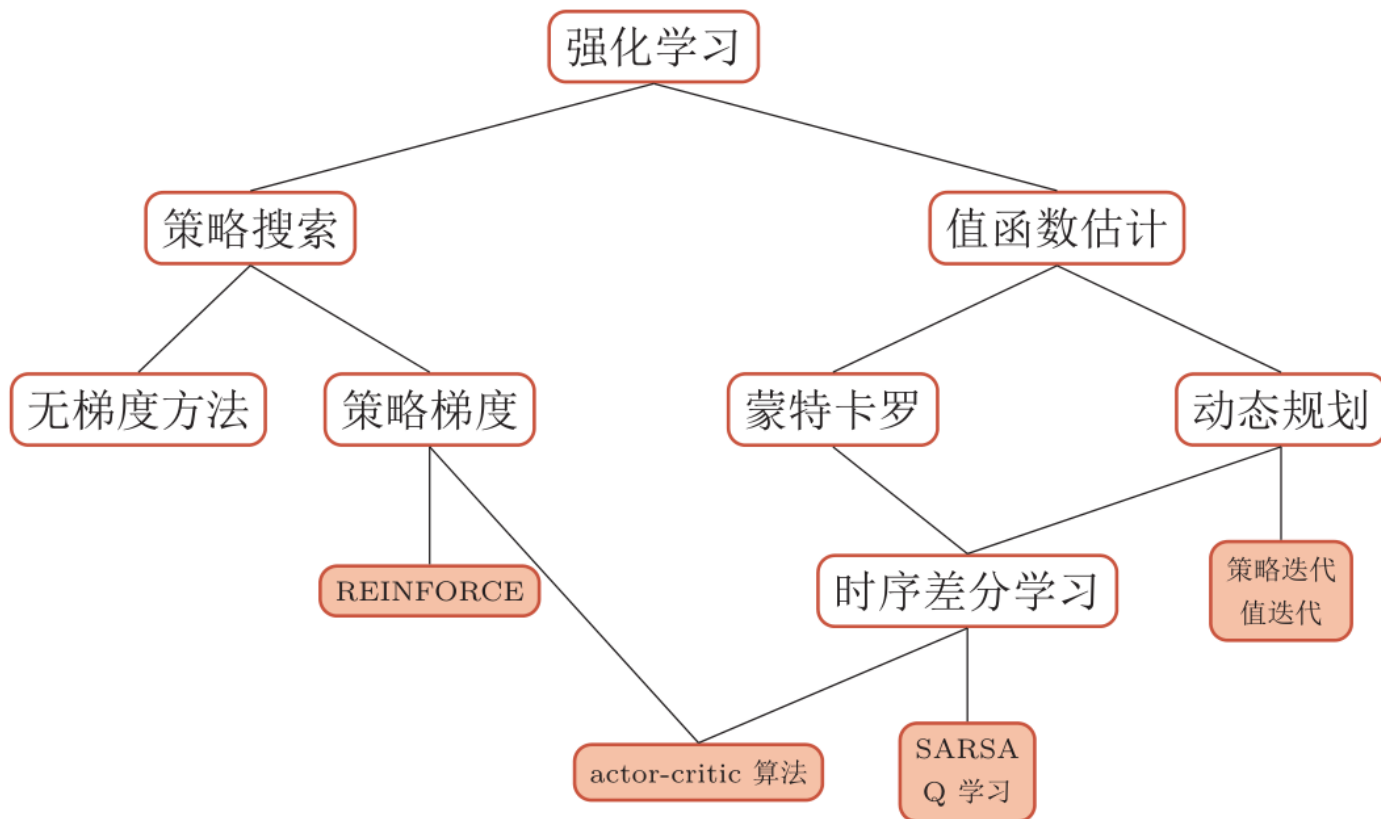 强化学习
策略搜索
值函数估计
无梯度方法
策略梯度
蒙特卡罗
动态规划
REINFORCE
时序差分学习
策略迭代
值迭代
actor-critic 算法
SARSA
Q 学习